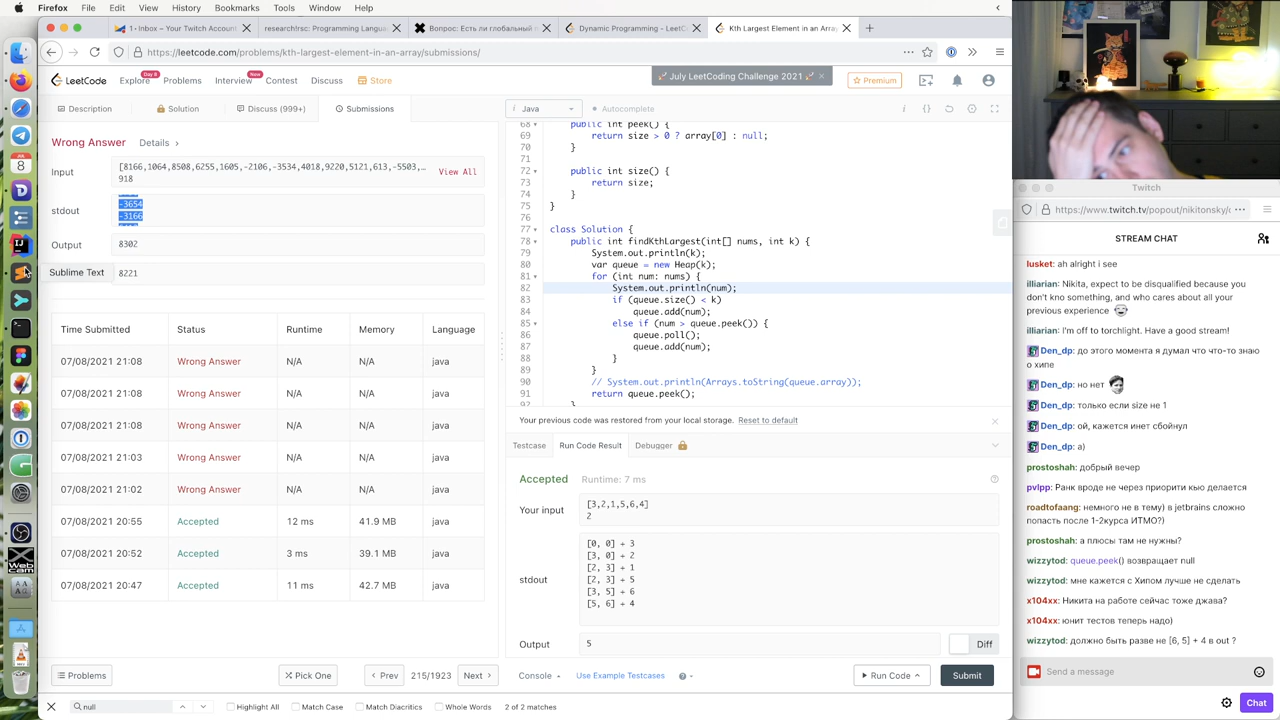 File
Edit
View
History
Bookmarks
Tools
Window
Help
1· Inbox – Your Twitch Account
researchlrsc: Programming Langu
Вопрос: Есть ли глобальный
Dynamic Programming - LeetC
Kth Largest Element in an Array
https://leetcode.com/problems/kth-largest-element-in-an-array/submissions/
LeetCode
Explore
Day 8
Problems
Interview
New
Contest
Discuss
Store
July LeetCoding Challenge 2021
Premium
Description
Solution
Discuss (999+)
Submissions
Java
Autocomplete
Wrong Answer
Details
Input
[8166,1064,8508,6255,1605,-2106,-3534,4018,9220,5121,613,-5503,...
918
View All
stdout
-3654
-3166
Output
8302
Sublime Text
8221
Time Submitted
Status
Runtime
Memory
Language
07/08/2021 21:08
Wrong Answer
N/A
N/A
java
07/08/2021 21:08
Wrong Answer
N/A
N/A
java
07/08/2021 21:08
Wrong Answer
N/A
N/A
java
07/08/2021 21:03
Wrong Answer
N/A
N/A
java
07/08/2021 21:02
Wrong Answer
N/A
N/A
java
07/08/2021 20:55
Accepted
12 ms
41.9 MB
java
07/08/2021 20:52
Accepted
3 ms
39.1 MB
java
07/08/2021 20:47
Accepted
11 ms
42.7 MB
java
68 public int peek() {
69 return size > 0 ? array[0] : null;
70 }
71
72 public int size() {
73 return size;
74 }
75 }
76
77 class Solution {
78 public int findKthLargest(int[] nums, int k) {
79 System.out.println(k);
80 var queue = new Heap(k);
81 for (int num: nums) {
82 System.out.println(num);
83 if (queue.size() < k)
84 queue.add(num);
85 else if (num > queue.peek()) {
86 queue.poll();
87 queue.add(num);
88 }
89 }
90 // System.out.println(Arrays.toString(queue.array));
91 return queue.peek();
92 }
Your previous code was restored from your local storage.
Reset to default
Testcase
Run Code Result
Debugger
Accepted
Runtime: 7 ms
Your input
[3,2,1,5,6,4]
2
stdout
[0, 0] + 3
[3, 0] + 2
[2, 3] + 1
[2, 3] + 5
[3, 5] + 6
[5, 6] + 4
Output
5
Diff
Problems
Pick One
215/1923
Next
Console
Use Example Testcases
Run Code
Submit
null
Highlight All
Match Case
Match Diacritics
Whole Words
2 of 2 matches
Twitch
https://www.twitch.tv/popout/nikitonsky/c
STREAM CHAT
lusket: ah alright i see
illiarian: Nikita, expect to be disqualified because you
don't kno something, and who cares about all your
previous experience
illiarian: I'm off to torchlight. Have a good stream!
Den_dp: до этого момента я думал что что-то знаю
о хипе
Den_dp: но нет
Den_dp: только если size не 1
Den_dp: ой, кажется инет сбойнул
Den_dp: а)
prostoshah: добрый вечер
pvlpp: Ранк вроде не через приорити кью делается
roadtofaang: немного не в тему) в jetbrains сложно
попасть после 1-2курса ИТМО?)
prostoshah: а плюсы там не нужны?
wizzytod: queue.peek() возвращает null
wizzytod: мне кажется с Хипом лучше не сделать
x104xx: Никита на работе сейчас тоже джава?
x104xx: юнит тестов теперь надо)
wizzytod: должно быть разве не [6, 5] + 4 в out ?
Send a message
Chat